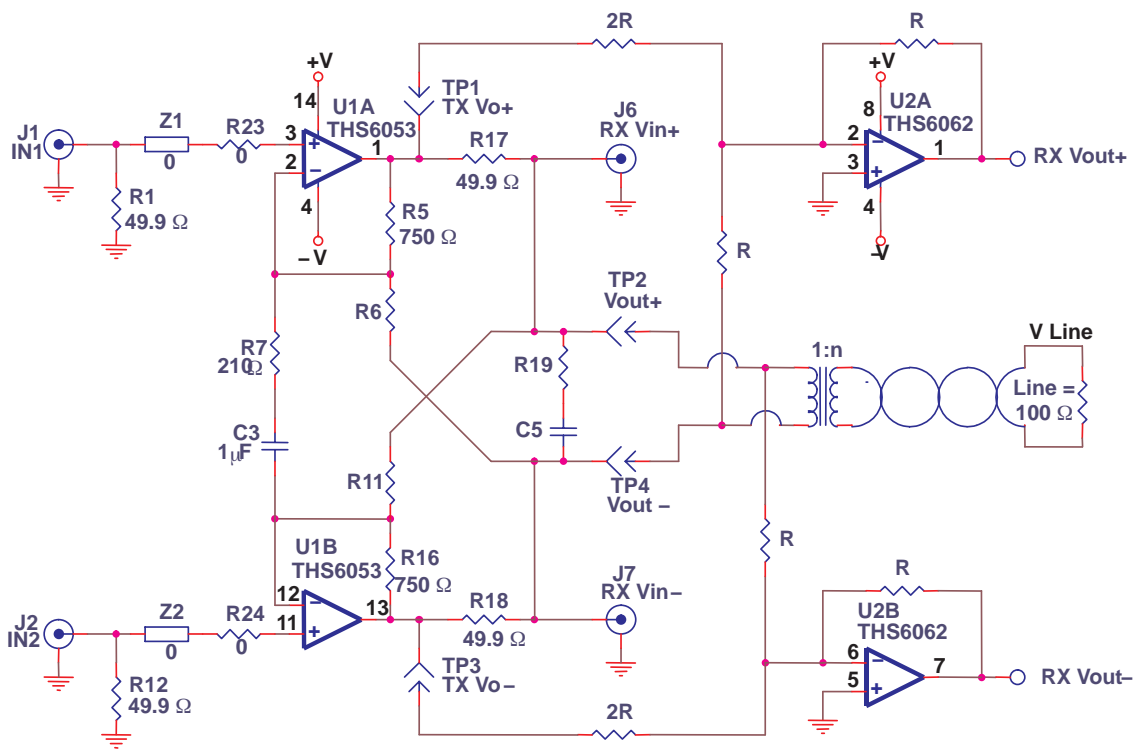 2R
R
+V
+V
TP1
TX Vo+
14
U1A
THS6053
J6
RX Vin+
8
U2A
THS6062
J1
IN1
Z1
0
R23
0
3
2
1
R17
49.9 Ω
2
3
1
RX Vout+
R1
49.9 Ω
4
–V
R5
750 Ω
4
–V
R
R6
TP2
Vout+
V Line
R7
210Ω
R19
1:n
Line =
100 Ω
C3
1µF
C5
R11
TP4
Vout –
U1B
THS6053
R16
750 Ω
R
J7
RX Vin–
R
J2
IN2
Z2
0
R24
0
12
11
13
R18
49.9 Ω
U2B
THS6062
6
5
7
RX Vout–
R12
49.9 Ω
TP3
TX Vo–
2R